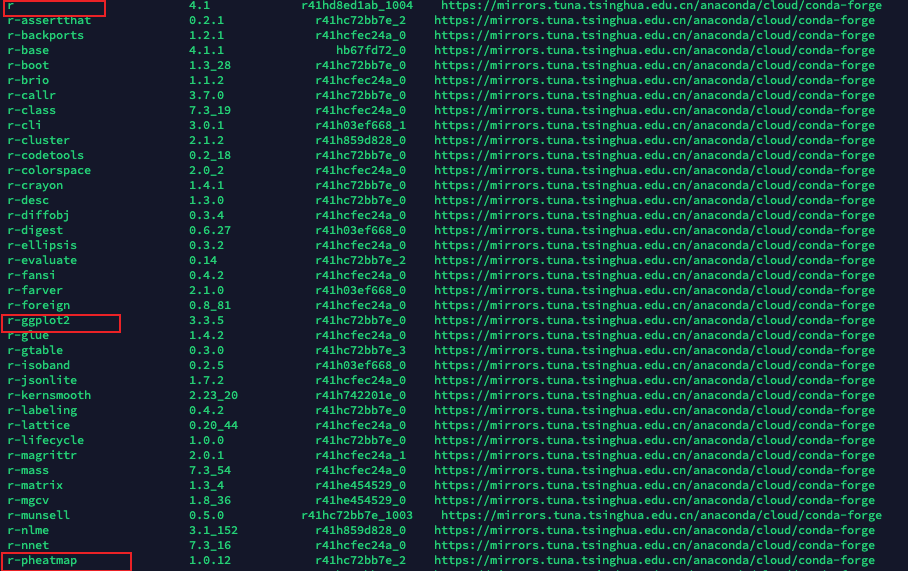 r 4.1 r41hd8ed1ab_1004 https://mirrors.tuna.tsinghua.edu.cn/anaconda/cloud/conda-forge
r-assertthat 0.2.1 r41hc72bb7e_2 https://mirrors.tuna.tsinghua.edu.cn/anaconda/cloud/conda-forge
r-backports 1.2.1 r41hcfec24a_0 https://mirrors.tuna.tsinghua.edu.cn/anaconda/cloud/conda-forge
r-base 4.1.1 hb67fd72_0 https://mirrors.tuna.tsinghua.edu.cn/anaconda/cloud/conda-forge
r-boot 1.3_28 r41hc72bb7e_0 https://mirrors.tuna.tsinghua.edu.cn/anaconda/cloud/conda-forge
r-brio 1.1.2 r41hcfec24a_0 https://mirrors.tuna.tsinghua.edu.cn/anaconda/cloud/conda-forge
r-callr 3.7.0 r41hc72bb7e_0 https://mirrors.tuna.tsinghua.edu.cn/anaconda/cloud/conda-forge
r-class 7.3_19 r41hcfec24a_0 https://mirrors.tuna.tsinghua.edu.cn/anaconda/cloud/conda-forge
r-cli 3.0.1 r41h03ef668_1 https://mirrors.tuna.tsinghua.edu.cn/anaconda/cloud/conda-forge
r-cluster 2.1.2 r41h859d828_0 https://mirrors.tuna.tsinghua.edu.cn/anaconda/cloud/conda-forge
r-codetools 0.2_18 r41hc72bb7e_0 https://mirrors.tuna.tsinghua.edu.cn/anaconda/cloud/conda-forge
r-colorspace 2.0_2 r41hcfec24a_0 https://mirrors.tuna.tsinghua.edu.cn/anaconda/cloud/conda-forge
r-crayon 1.4.1 r41hc72bb7e_0 https://mirrors.tuna.tsinghua.edu.cn/anaconda/cloud/conda-forge
r-desc 1.3.0 r41hc72bb7e_0 https://mirrors.tuna.tsinghua.edu.cn/anaconda/cloud/conda-forge
r-diffobj 0.3.4 r41hcfec24a_0 https://mirrors.tuna.tsinghua.edu.cn/anaconda/cloud/conda-forge
r-digest 0.6.27 r41h03ef668_0 https://mirrors.tuna.tsinghua.edu.cn/anaconda/cloud/conda-forge
r-ellipsis 0.3.2 r41hcfec24a_0 https://mirrors.tuna.tsinghua.edu.cn/anaconda/cloud/conda-forge
r-evaluate 0.14 r41hc72bb7e_2 https://mirrors.tuna.tsinghua.edu.cn/anaconda/cloud/conda-forge
r-fansi 0.4.2 r41hcfec24a_0 https://mirrors.tuna.tsinghua.edu.cn/anaconda/cloud/conda-forge
r-farver 2.1.0 r41h03ef668_0 https://mirrors.tuna.tsinghua.edu.cn/anaconda/cloud/conda-forge
r-foreign 0.8_81 r41hcfec24a_0 https://mirrors.tuna.tsinghua.edu.cn/anaconda/cloud/conda-forge
r-ggplot2 3.3.5 r41hc72bb7e_0 https://mirrors.tuna.tsinghua.edu.cn/anaconda/cloud/conda-forge
r-glue 1.4.2 r41hcfec24a_0 https://mirrors.tuna.tsinghua.edu.cn/anaconda/cloud/conda-forge
r-gtable 0.3.0 r41hc72bb7e_3 https://mirrors.tuna.tsinghua.edu.cn/anaconda/cloud/conda-forge
r-isoband 0.2.5 r41h03ef668_0 https://mirrors.tuna.tsinghua.edu.cn/anaconda/cloud/conda-forge
r-jsonlite 1.7.2 r41hcfec24a_0 https://mirrors.tuna.tsinghua.edu.cn/anaconda/cloud/conda-forge
r-kernsmooth 2.23_20 r41h742201e_0 https://mirrors.tuna.tsinghua.edu.cn/anaconda/cloud/conda-forge
r-labeling 0.4.2 r41hc72bb7e_0 https://mirrors.tuna.tsinghua.edu.cn/anaconda/cloud/conda-forge
r-lattice 0.20_44 r41hcfec24a_0 https://mirrors.tuna.tsinghua.edu.cn/anaconda/cloud/conda-forge
r-lifecycle 1.0.0 r41hc72bb7e_0 https://mirrors.tuna.tsinghua.edu.cn/anaconda/cloud/conda-forge
r-magrittr 2.0.1 r41hcfec24a_1 https://mirrors.tuna.tsinghua.edu.cn/anaconda/cloud/conda-forge
r-mass 7.3_54 r41hcfec24a_0 https://mirrors.tuna.tsinghua.edu.cn/anaconda/cloud/conda-forge
r-matrix 1.3_4 r41he454529_0 https://mirrors.tuna.tsinghua.edu.cn/anaconda/cloud/conda-forge
r-mgcv 1.8_36 r41he454529_0 https://mirrors.tuna.tsinghua.edu.cn/anaconda/cloud/conda-forge
r-munsell 0.5.0 r41hc72bb7e_1003 https://mirrors.tuna.tsinghua.edu.cn/anaconda/cloud/conda-forge
r-nlme 3.1_152 r41h859d828_0 https://mirrors.tuna.tsinghua.edu.cn/anaconda/cloud/conda-forge
r-nnet 7.3_16 r41hcfec24a_0 https://mirrors.tuna.tsinghua.edu.cn/anaconda/cloud/conda-forge
r-pheatmap 1.0.12 r41hc72bb7e_2 https://mirrors.tuna.tsinghua.edu.cn/anaconda/cloud/conda-forge